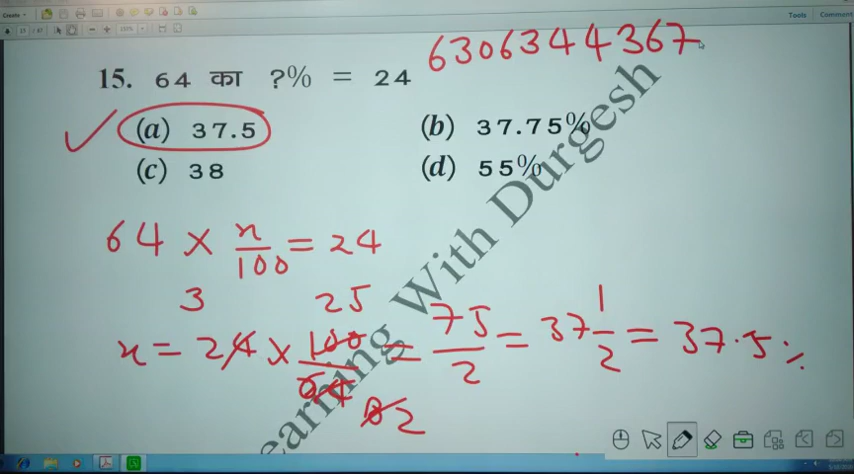 Create
Tools
Comment
6306344367
15. 64 का ?% = 24
(a) 37.5
(b) 37.75%
(c) 38
(d) 55%
64 × n/100 = 24
3 25
n = 24 × 100/64 = 75/2 = 37 1/2 = 37.5%
8 2
earning With Durgesh